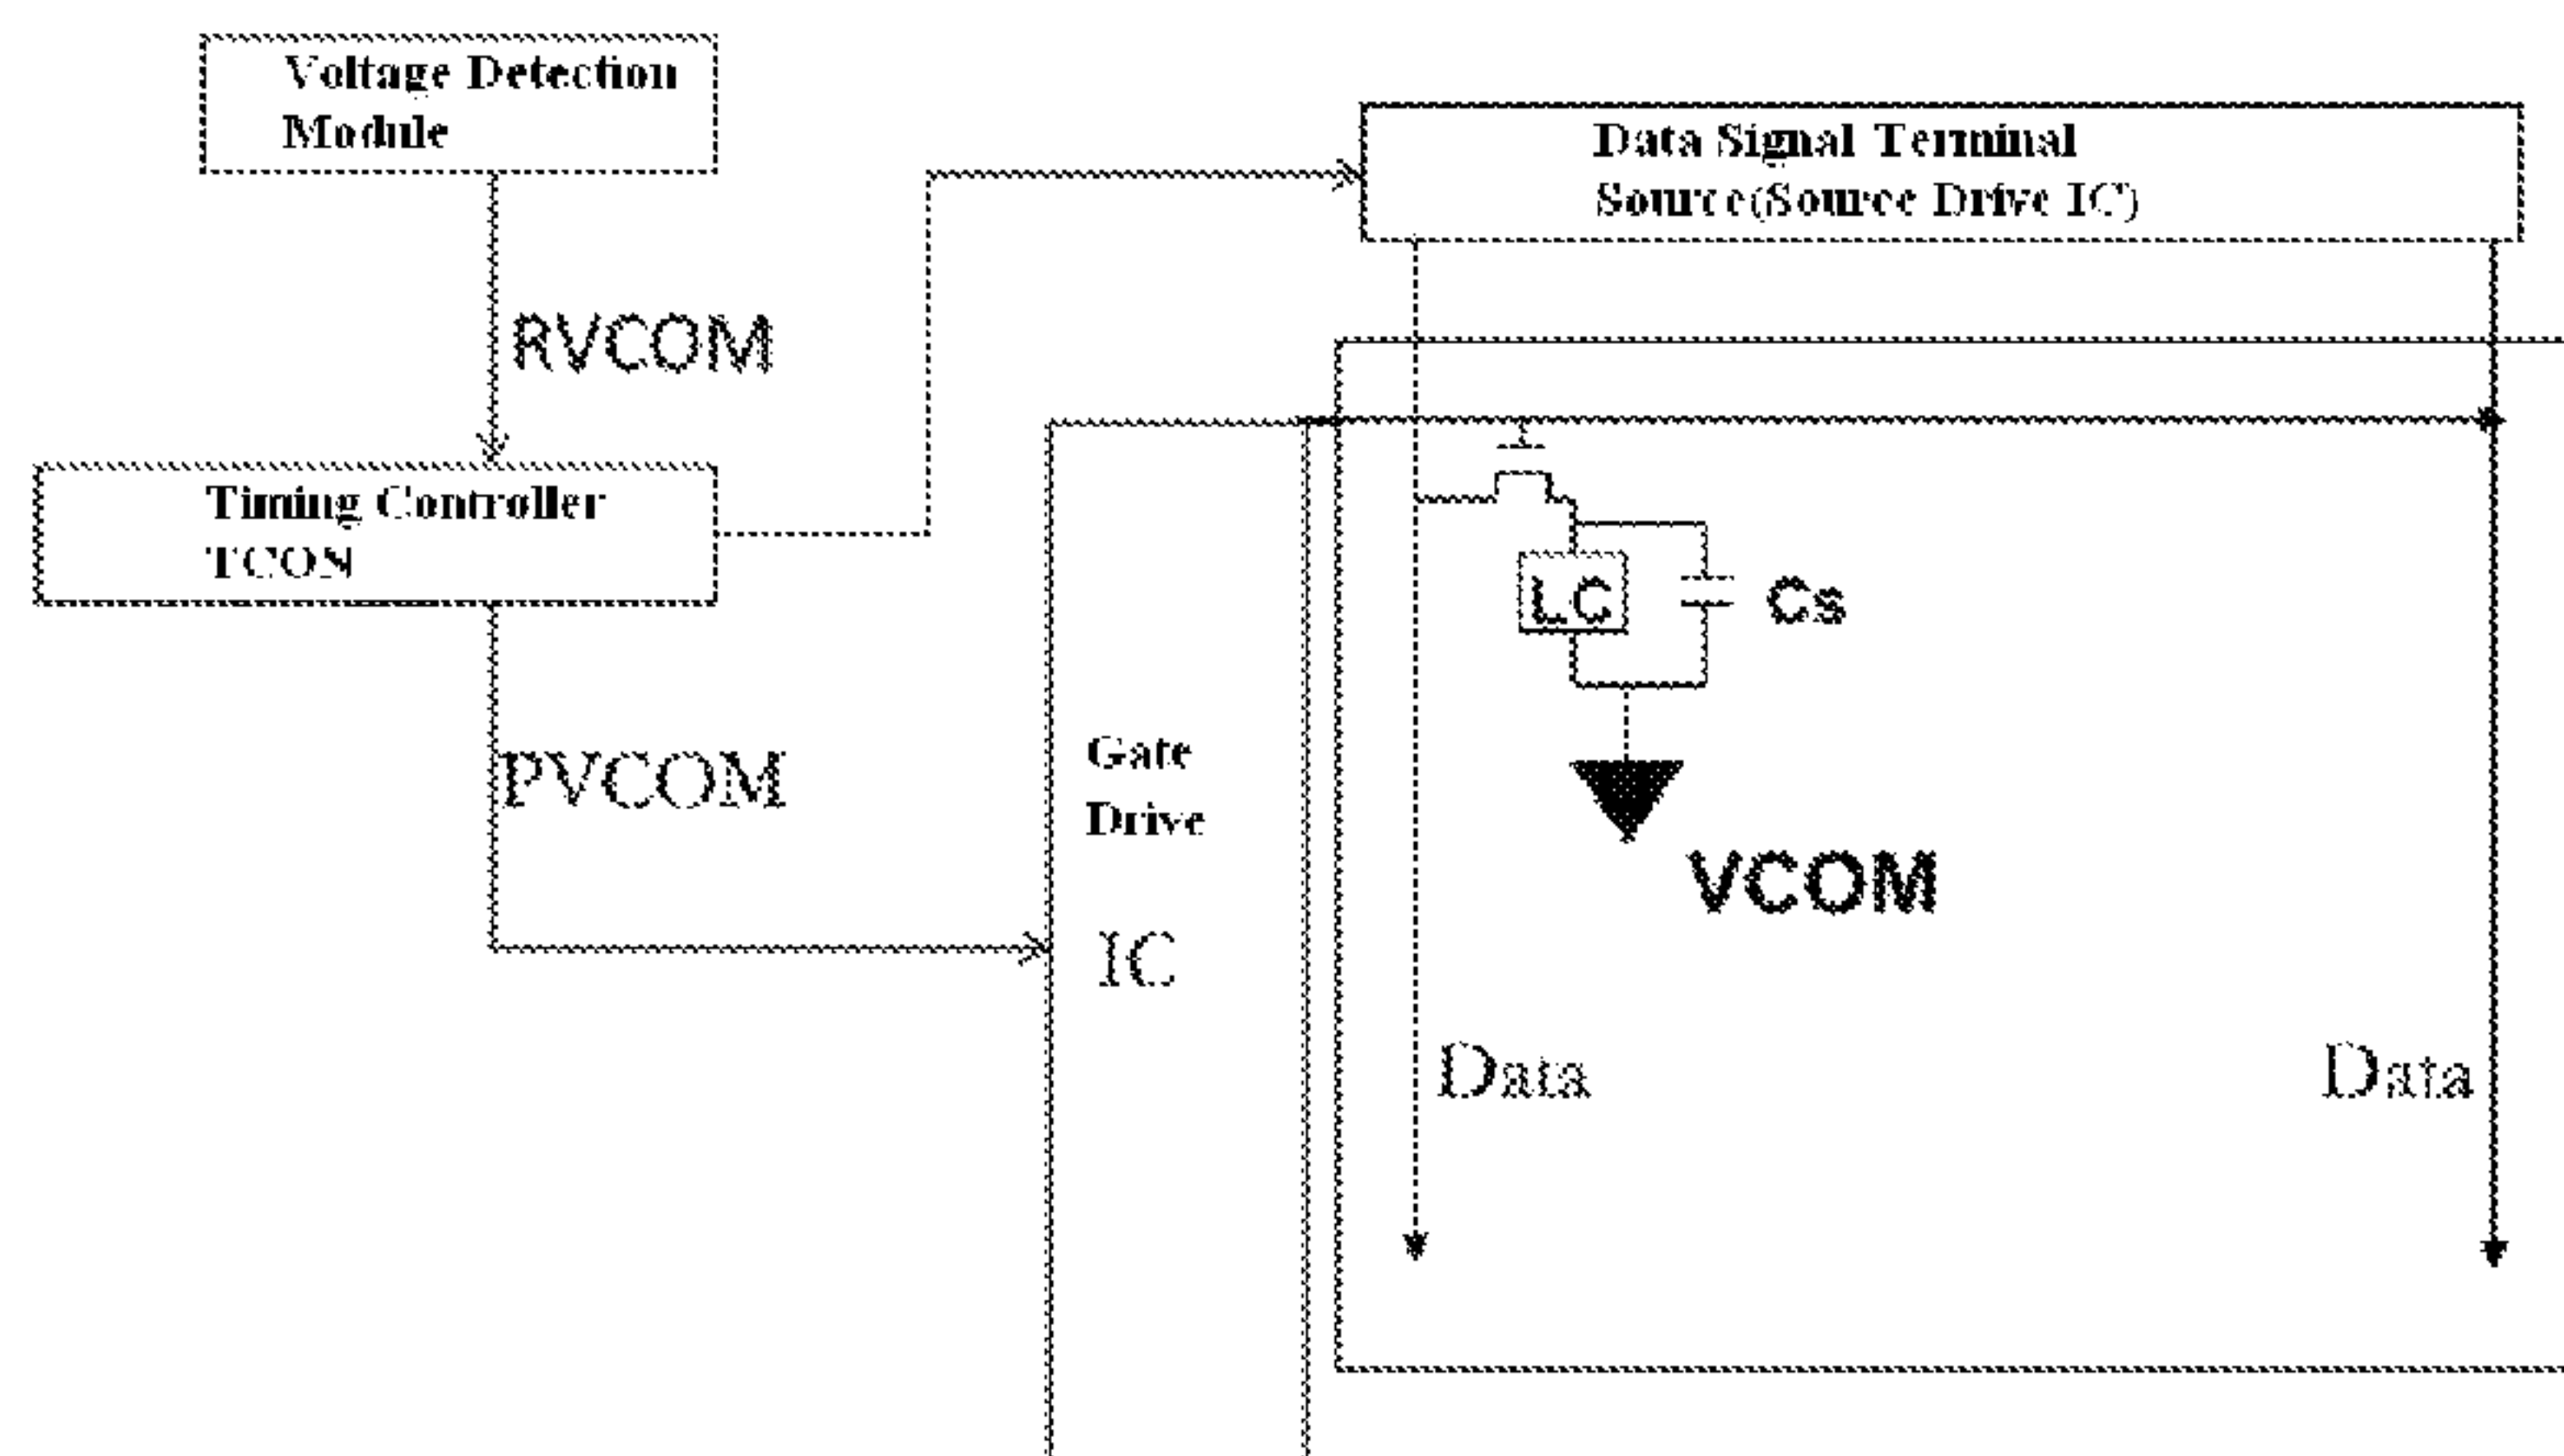 Voltage Detection
Module
Data Signal Terminal
Source(Source Drive IC)
RVCOM
Timing Controller
TCON
LC
Cs
PVCOM
Gate
Drive
IC
VCOM
Data
Data